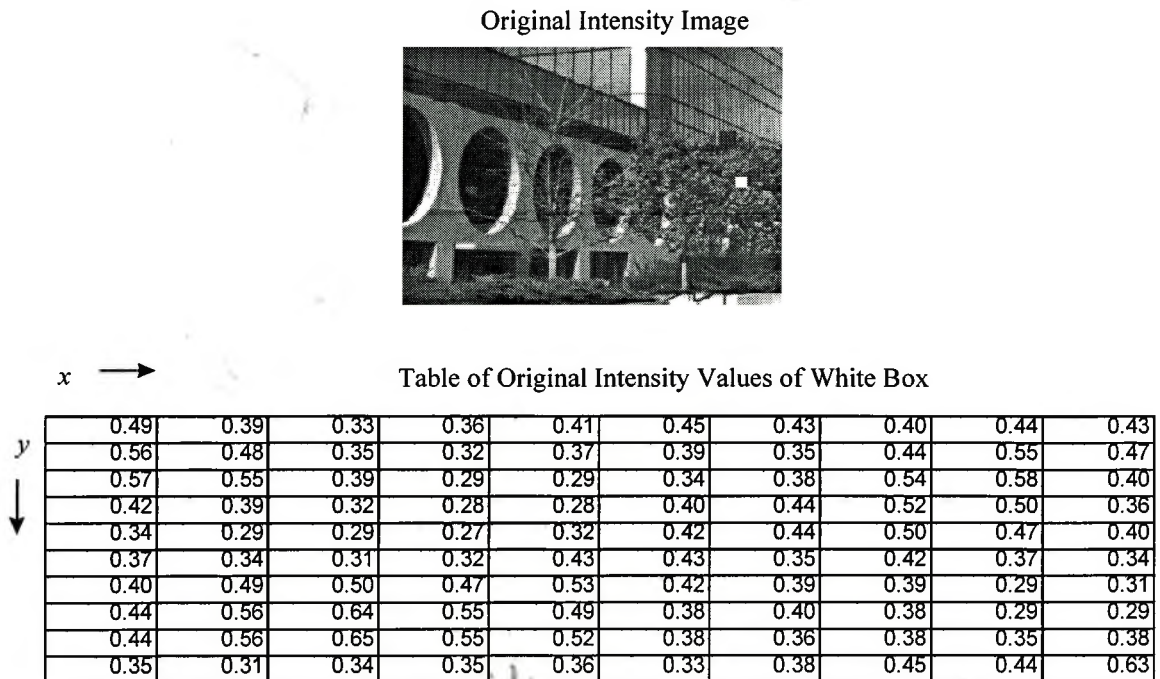 Original Intensity Image
x
Table of Original Intensity Values of White Box
y
0.49 0.39 0.33 0.36 0.41 0.45 0.43 0.40 0.44 0.43
0.56 0.48 0.35 0.32 0.37 0.39 0.35 0.44 0.55 0.47
0.57 0.55 0.39 0.29 0.29 0.34 0.38 0.54 0.58 0.40
0.42 0.39 0.32 0.28 0.28 0.40 0.44 0.52 0.50 0.36
0.34 0.29 0.29 0.27 0.32 0.42 0.44 0.50 0.47 0.40
0.37 0.34 0.31 0.32 0.43 0.43 0.35 0.42 0.37 0.34
0.40 0.49 0.50 0.47 0.53 0.42 0.39 0.39 0.29 0.31
0.44 0.56 0.64 0.55 0.49 0.38 0.40 0.38 0.29 0.29
0.44 0.56 0.65 0.55 0.52 0.38 0.36 0.38 0.35 0.38
0.35 0.31 0.34 0.35 0.36 0.33 0.38 0.45 0.44 0.63